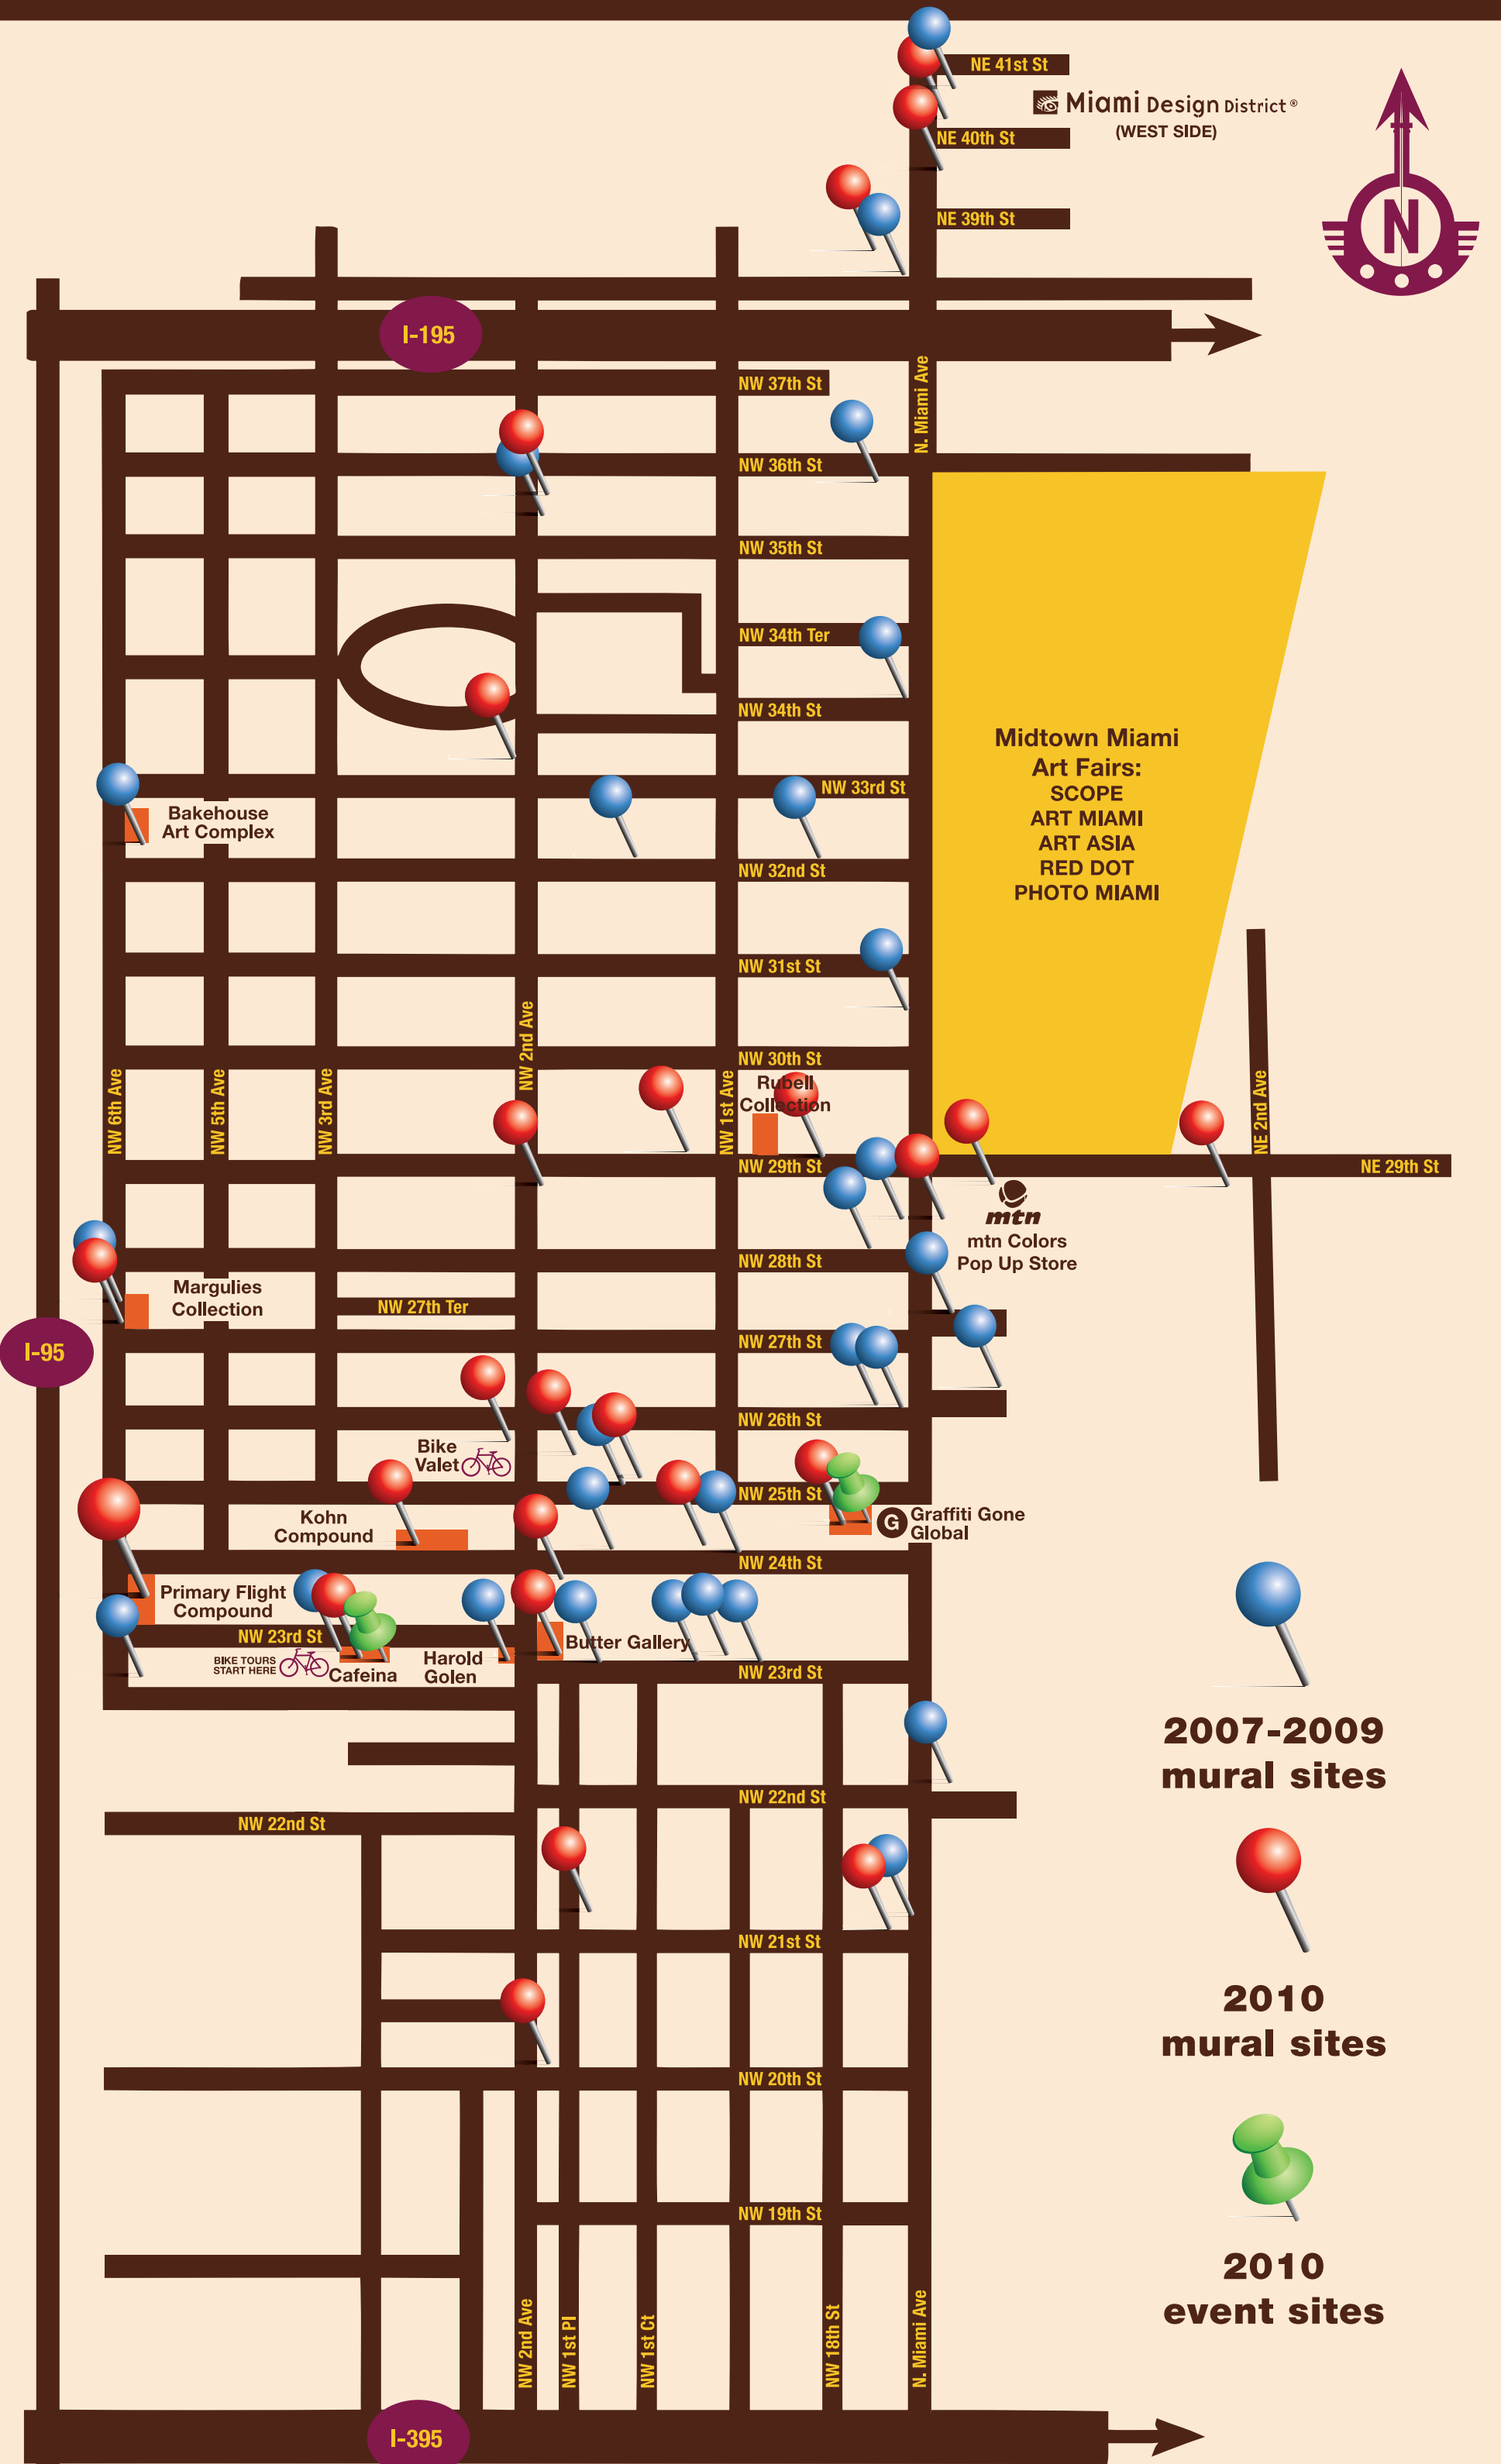 NE 41st St
Miami Design District®
(WEST SIDE)
NE 40th St
NE 39th St
N
I-195
NW 37th St
N. Miami Ave
NW 36th St
NW 35th St
NW 34th Ter
NW 34th St
Midtown Miami
Art Fairs:
SCOPE
ART MIAMI
ART ASIA
RED DOT
PHOTO MIAMI
NW 33rd St
Bakehouse
Art Complex
NW 32nd St
NW 31st St
NW 2nd Ave
NW 30th St
Rubell
Collection
NW 6th Ave
NW 5th Ave
NW 3rd Ave
NW 1st Ave
NE 2nd Ave
NW 29th St
NE 29th St
mtn
mtn Colors
Pop Up Store
NW 28th St
Margulies
Collection
NW 27th Ter
I-95
NW 27th St
NW 26th St
Bike
Valet
NW 25th St
Kohn
Compound
G
Graffiti Gone
Global
NW 24th St
Primary Flight
Compound
NW 23rd St
BIKE TOURS
START HERE
Cafeina
Harold
Golen
Butter Gallery
NW 23rd St
2007-2009
mural sites
NW 22nd St
NW 22nd St
NW 21st St
2010
mural sites
NW 20th St
NW 19th St
2010
event sites
NW 2nd Ave
NW 1st Pl
NW 1st Ct
NW 18th St
N. Miami Ave
I-395